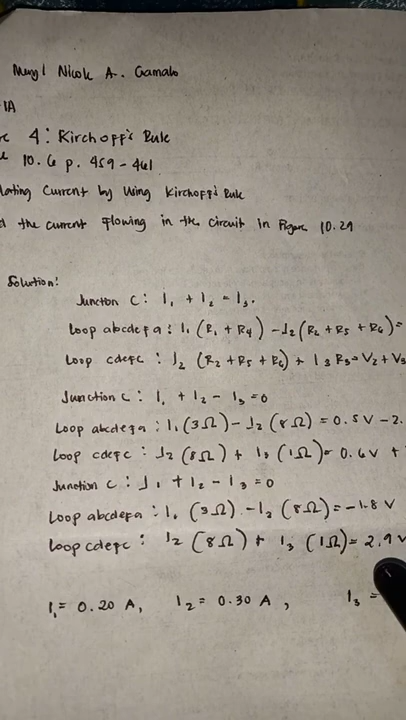 Meryl Nicole A. Gamalo
1A
4: Kirchoff's Rule
10.6 p. 459-461
Current by Using Kirchoff's Rule
the current flowing in the circuit in Figure 10.29
Solution:
Junction C: I₁ + I₂ = I₃.
Loop abcdefa: I₁ (R₁ + R₄) - I₂ (R₂ + R₅ + R₆) =
Loop cdefc: I₂ (R₂ + R₅ + R₆) + I₃ R₃ = V₂ + V₃
Junction C: I₁ + I₂ - I₃ = 0
Loop abcdefa: I₁ (3Ω) - I₂ (8Ω) = 0.5 V - 2.
Loop cdefc: I₂ (8Ω) + I₃ (1Ω) = 0.6 V +
Junction C: I₁ + I₂ - I₃ = 0
Loop abcdefa: I₁ (3Ω) - I₂ (8Ω) = -1.8 V
Loop cdefc: I₂ (8Ω) + I₃ (1Ω) = 2.9 V
I₁ = 0.20 A, I₂ = 0.30 A, I₃ =